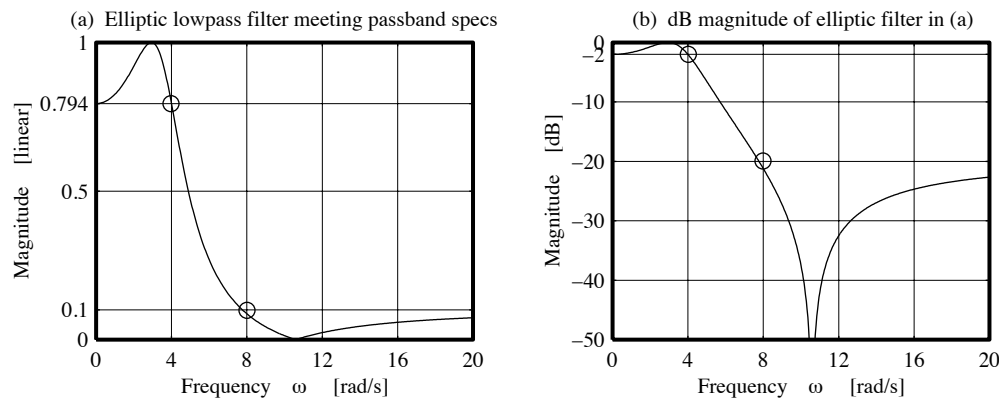 (a) Elliptic lowpass filter meeting passband specs
Magnitude [linear]
1
0.794
0.5
0.1
0
0 4 8 12 16 20
Frequency ω [rad/s]
(b) dB magnitude of elliptic filter in (a)
Magnitude [dB]
0
−2
−10
−20
−30
−40
−50
0 4 8 12 16 20
Frequency ω [rad/s]